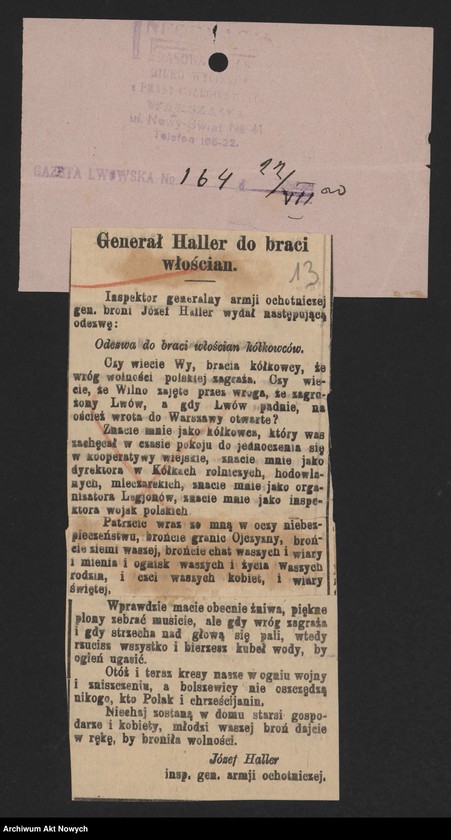 INFORMACJI
PRASOWA
BIURO
WARSZAWA
ul. Nowy-Świat № 41
Telefon 106-22.
GAZETA LWOWSKA № 164 d. 22/VII 20
Generał Haller do braci
włościan.
13
Inspektor generalny armji ochotniczej
gen. broni Józef Haller wydał następującą
odezwę:
Odezwa do braci włościan kółkowców.
Czy wiecie Wy, bracia kółkowcy, że
wróg wolności polskiej zagraża. Czy wie-
cie, że Wilno zajęte przez wroga, że zagro-
żony Lwów, a gdy Lwów padnie, na
oścież wrota do Warszawy otwarte?
Znacie mnie jako kółkowca, który was
zachęcał w czasie pokoju do jednoczenia się
w kooperatywy wiejskie, znacie mnie jako
dyrektora w Kółkach rolniczych, hodowla-
nych, mleczarskich, znacie mnie jako orga-
nizatora Legjonów, znacie mnie jako inspe-
ktora wojsk polskich
Patrzcie wraz ze mną w oczy niebez-
pieczeństwu, brońcie granic Ojczyzny, broń-
cie ziemi waszej, brońcie chat waszych i wiary
i mienia i ognisk waszych i życia waszych
rodzin, i czci waszych kobiet, i wiary
świętej.
Wprawdzie macie obecnie żniwa, piękne
plony zebrać musicie, ale gdy wróg zagraża
i gdy strzecha nad głową się pali, wtedy
rzucisz wszystko i bierzesz kubeł wody, by
ogień ugasić.
Otóż i teraz kresy nasze w ogniu wojny
i zniszczeniu, a bolszewicy nie oszczędzą
nikogo, kto Polak i chrześcijanin.
Niechaj zostaną w domu starsi gospo-
darze i kobiety, młodzi waszej broń dajcie
w rękę, by broniła wolności.
Józef Haller
insp. gen. armji ochotniczej.
Archiwum Akt Nowych